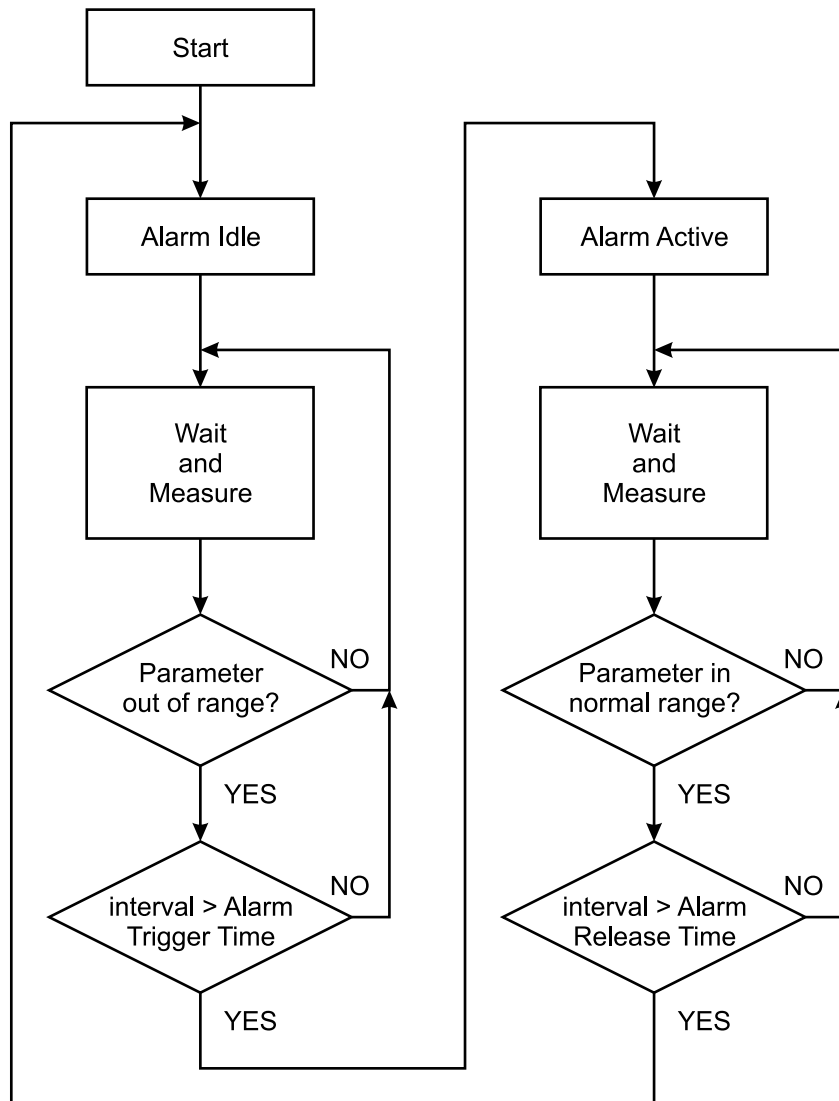 Start
Alarm Idle
Wait
and
Measure
Parameter
out of range?
NO
YES
interval > Alarm
Trigger Time
NO
YES
Alarm Active
Wait
and
Measure
Parameter in
normal range?
NO
YES
interval > Alarm
Release Time
NO
YES